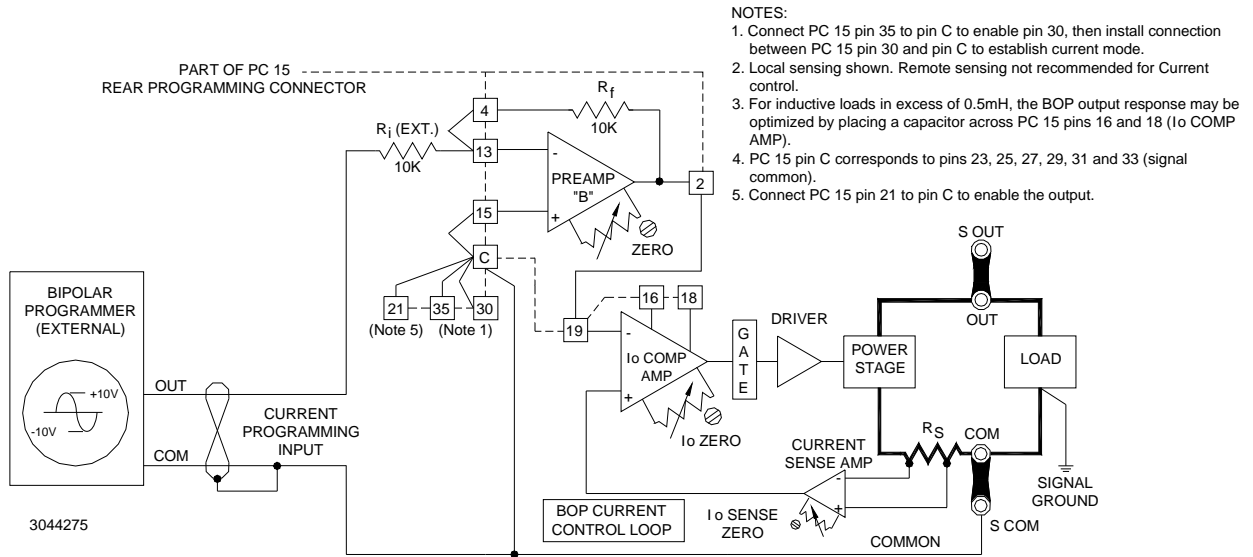 NOTES:
1. Connect PC 15 pin 35 to pin C to enable pin 30, then install connection
between PC 15 pin 30 and pin C to establish current mode.
2. Local sensing shown. Remote sensing not recommended for Current
control.
3. For inductive loads in excess of 0.5mH, the BOP output response may be
optimized by placing a capacitor across PC 15 pins 16 and 18 (Io COMP
AMP).
4. PC 15 pin C corresponds to pins 23, 25, 27, 29, 31 and 33 (signal
common).
5. Connect PC 15 pin 21 to pin C to enable the output.
PART OF PC 15
REAR PROGRAMMING CONNECTOR
4
Rf
10K
Ri (EXT.)
10K
13
-
PREAMP
"B"
+
2
15
ZERO
C
21
35
30
(Note 5)
(Note 1)
19
16
18
-
Io COMP
AMP
+
Io ZERO
GATE
DRIVER
POWER
STAGE
S OUT
OUT
LOAD
RS
COM
SIGNAL
GROUND
S COM
CURRENT
SENSE AMP
-
+
Io SENSE
ZERO
BOP CURRENT
CONTROL LOOP
COMMON
BIPOLAR
PROGRAMMER
(EXTERNAL)
+10V
-10V
OUT
COM
CURRENT
PROGRAMMING
INPUT
3044275